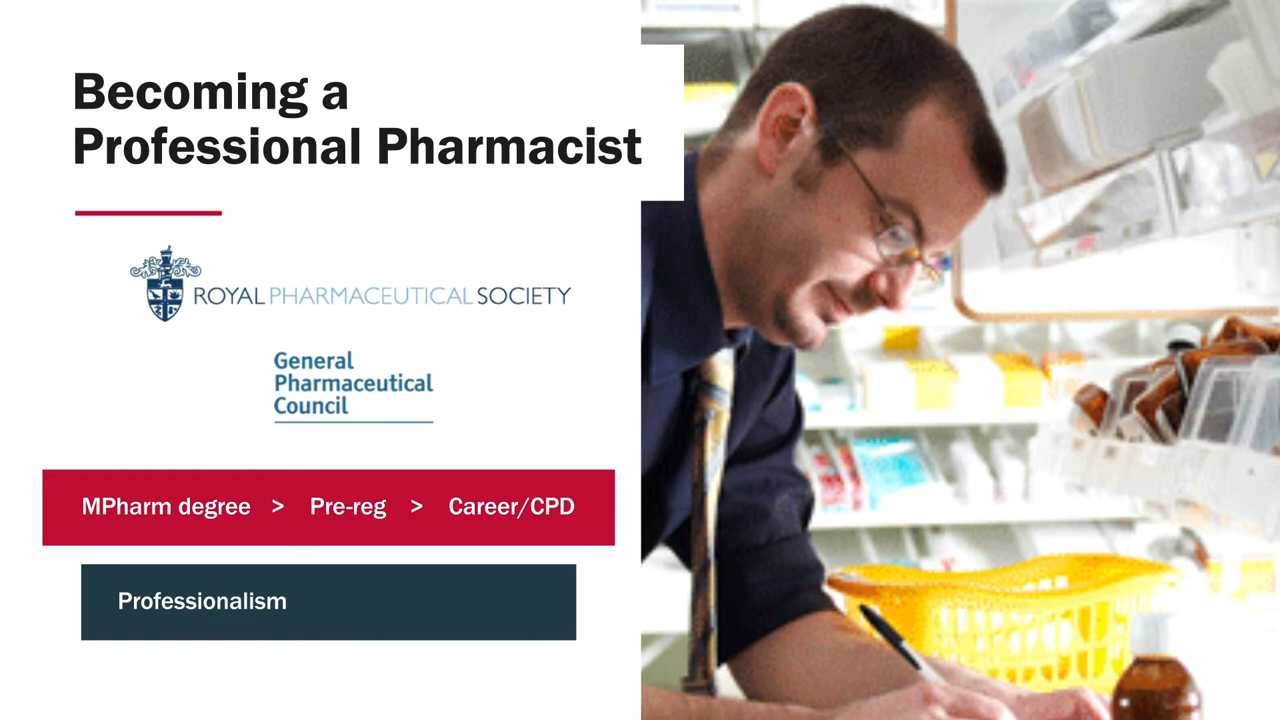 Becoming a
Professional Pharmacist
ROYAL PHARMACEUTICAL SOCIETY
General
Pharmaceutical
Council
MPharm degree > Pre-reg > Career/CPD
Professionalism